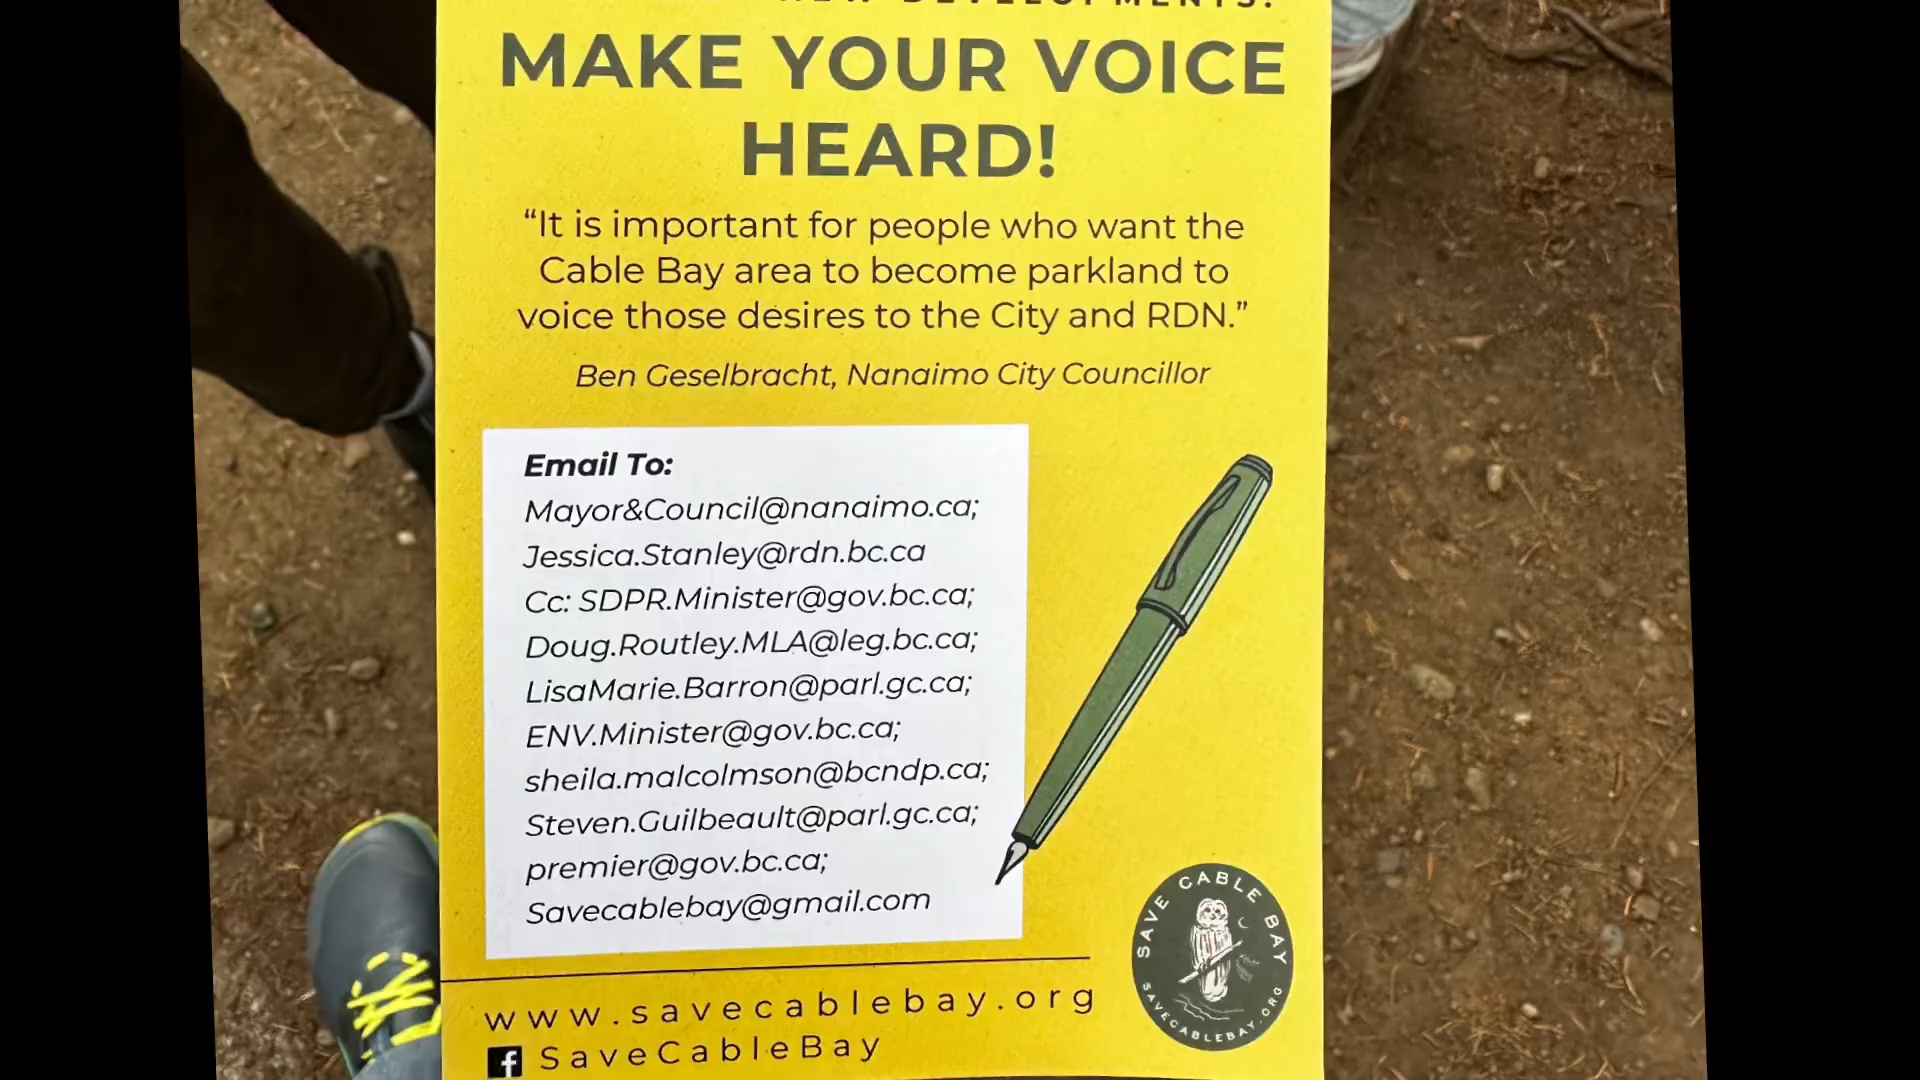 NEW DEVELOPMENTS!
MAKE YOUR VOICE
HEARD!
“It is important for people who want the
Cable Bay area to become parkland to
voice those desires to the City and RDN.”
Ben Geselbracht, Nanaimo City Councillor
Email To:
Mayor&Council@nanaimo.ca;
Jessica.Stanley@rdn.bc.ca
Cc: SDPR.Minister@gov.bc.ca;
Doug.Routley.MLA@leg.bc.ca;
LisaMarie.Barron@parl.gc.ca;
ENV.Minister@gov.bc.ca;
sheila.malcolmson@bcndp.ca;
Steven.Guilbeault@parl.gc.ca;
premier@gov.bc.ca;
Savecablebay@gmail.com
www.savecablebay.org
f SaveCableBay
SAVE CABLE BAY
SAVECABLEBAY.ORG